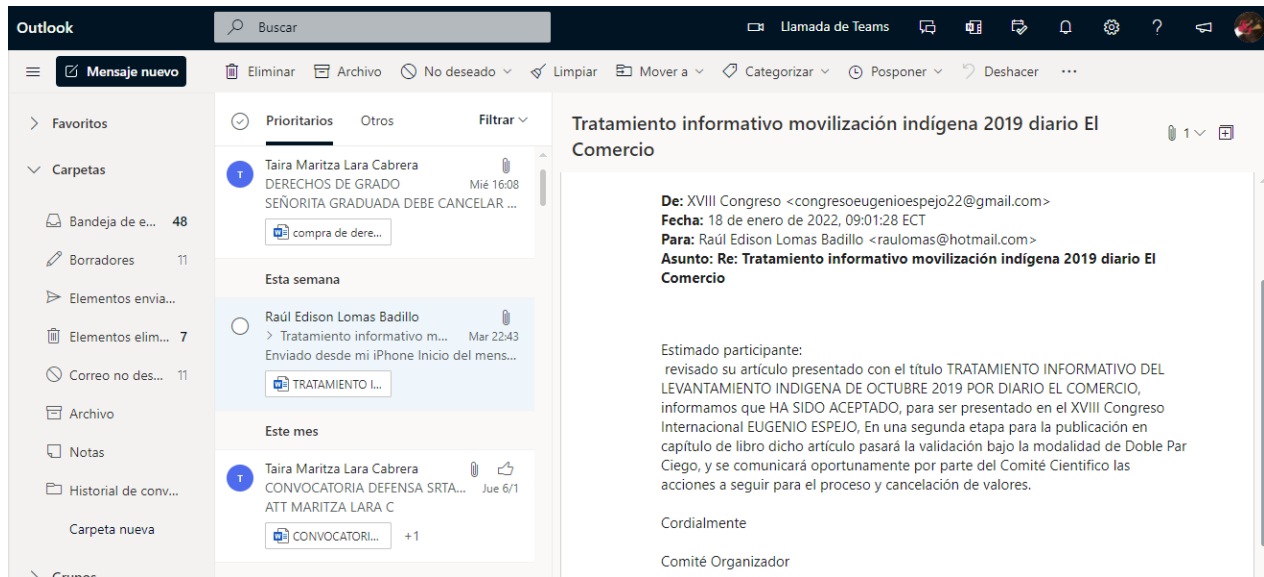 Outlook
Buscar
Llamada de Teams
Mensaje nuevo
Eliminar
Archivo
No deseado
Limpiar
Mover a
Categorizar
Posponer
Deshacer
...
Favoritos
Carpetas
Bandeja de e... 48
Borradores 11
Elementos envia...
Elementos elim... 7
Correo no des... 11
Archivo
Notas
Historial de conv...
Carpeta nueva
Grupos
Prioritarios Otros Filtrar
T
Taira Maritza Lara Cabrera
DERECHOS DE GRADO Mié 16:08
SEÑORITA GRADUADA DEBE CANCELAR ...
compra de dere...
Esta semana
Raúl Edison Lomas Badillo
> Tratamiento informativo m... Mar 22:43
Enviado desde mi iPhone Inicio del mens...
TRATAMIENTO I...
Este mes
T
Taira Maritza Lara Cabrera
CONVOCATORIA DEFENSA SRTA... Jue 6/1
ATT MARITZA LARA C
CONVOCATORI... +1
Tratamiento informativo movilización indígena 2019 diario El
Comercio
1
De: XVIII Congreso <congresoeugenioespejo22@gmail.com>
Fecha: 18 de enero de 2022, 09:01:28 ECT
Para: Raúl Edison Lomas Badillo <raulomas@hotmail.com>
Asunto: Re: Tratamiento informativo movilización indígena 2019 diario El
Comercio
Estimado participante:
revisado su artículo presentado con el título TRATAMIENTO INFORMATIVO DEL
LEVANTAMIENTO INDIGENA DE OCTUBRE 2019 POR DIARIO EL COMERCIO,
informamos que HA SIDO ACEPTADO, para ser presentado en el XVIII Congreso
Internacional EUGENIO ESPEJO, En una segunda etapa para la publicación en
capítulo de libro dicho artículo pasará la validación bajo la modalidad de Doble Par
Ciego, y se comunicará oportunamente por parte del Comité Cientifico las
acciones a seguir para el proceso y cancelación de valores.
Cordialmente
Comité Organizador